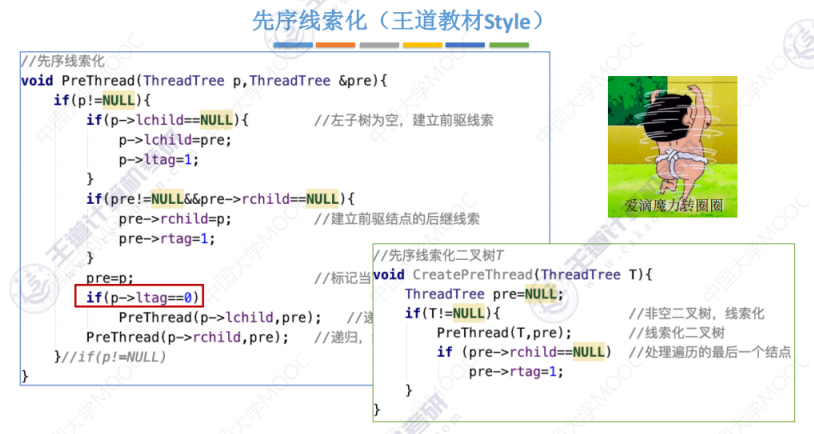 先序线索化（王道教材Style）
//先序线索化
void PreThread(ThreadTree p,ThreadTree &pre){
if(p!=NULL){
if(p->lchild==NULL){ //左子树为空，建立前驱线索
p->lchild=pre;
p->ltag=1;
}
if(pre!=NULL&&pre->rchild==NULL){
pre->rchild=p; //建立前驱结点的后继线索
pre->rtag=1;
}
pre=p; //标记当
if(p->ltag==0)
PreThread(p->lchild,pre); //递
PreThread(p->rchild,pre); //递归，
}//if(p!=NULL)
}
爱滴魔力转圈圈
//先序线索化二叉树T
void CreatePreThread(ThreadTree T){
ThreadTree pre=NULL;
if(T!=NULL){ //非空二叉树，线索化
PreThread(T,pre); //线索化二叉树
if (pre->rchild==NULL) //处理遍历的最后一个结点
pre->rtag=1;
}
}